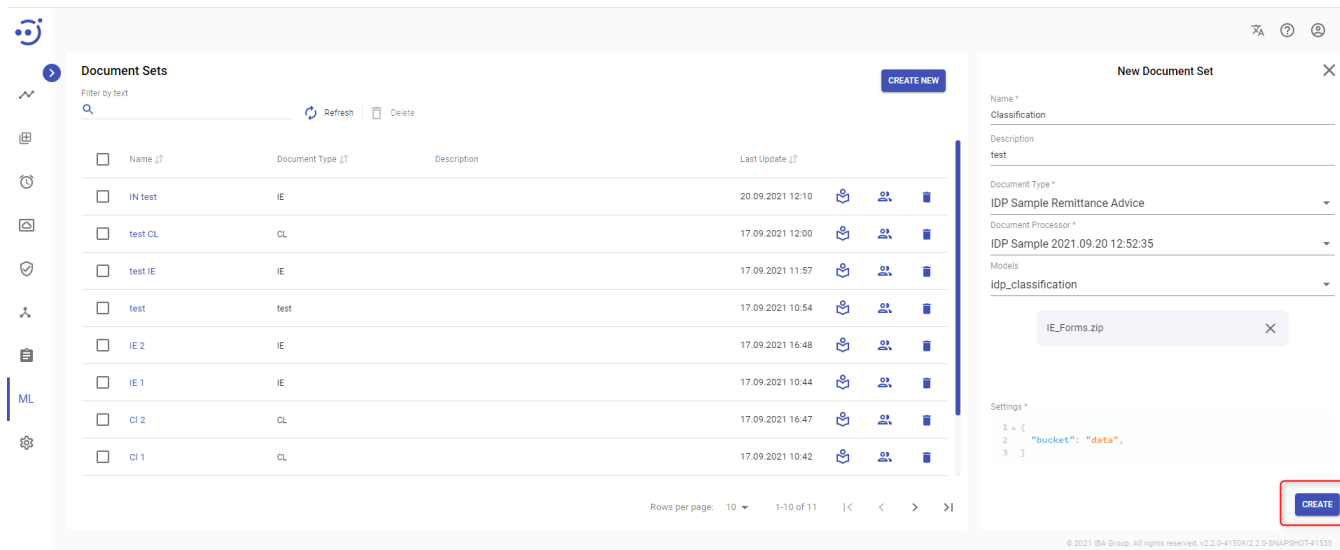 Document Sets
CREATE NEW
Filter by text
Refresh
Delete
Name Document Type Description Last Update
IN test IE 20.09.2021 12:10
test CL CL 17.09.2021 12:00
test IE IE 17.09.2021 11:57
test test 17.09.2021 10:54
IE 2 IE 17.09.2021 16:48
IE 1 IE 17.09.2021 10:44
Cl 2 CL 17.09.2021 16:47
Cl 1 CL 17.09.2021 10:42
Rows per page: 10 1-10 of 11
ML
New Document Set
Name *
Classification
Description
test
Document Type *
IDP Sample Remittance Advice
Document Processor *
IDP Sample 2021.09.20 12:52:35
Models
idp_classification
IE_Forms.zip
Settings *
1 {
2 "bucket": "data",
3 }
CREATE
© 2021 IBA Group. All rights reserved. v2.2.0-41509/2.2.0-SNAPSHOT-41535